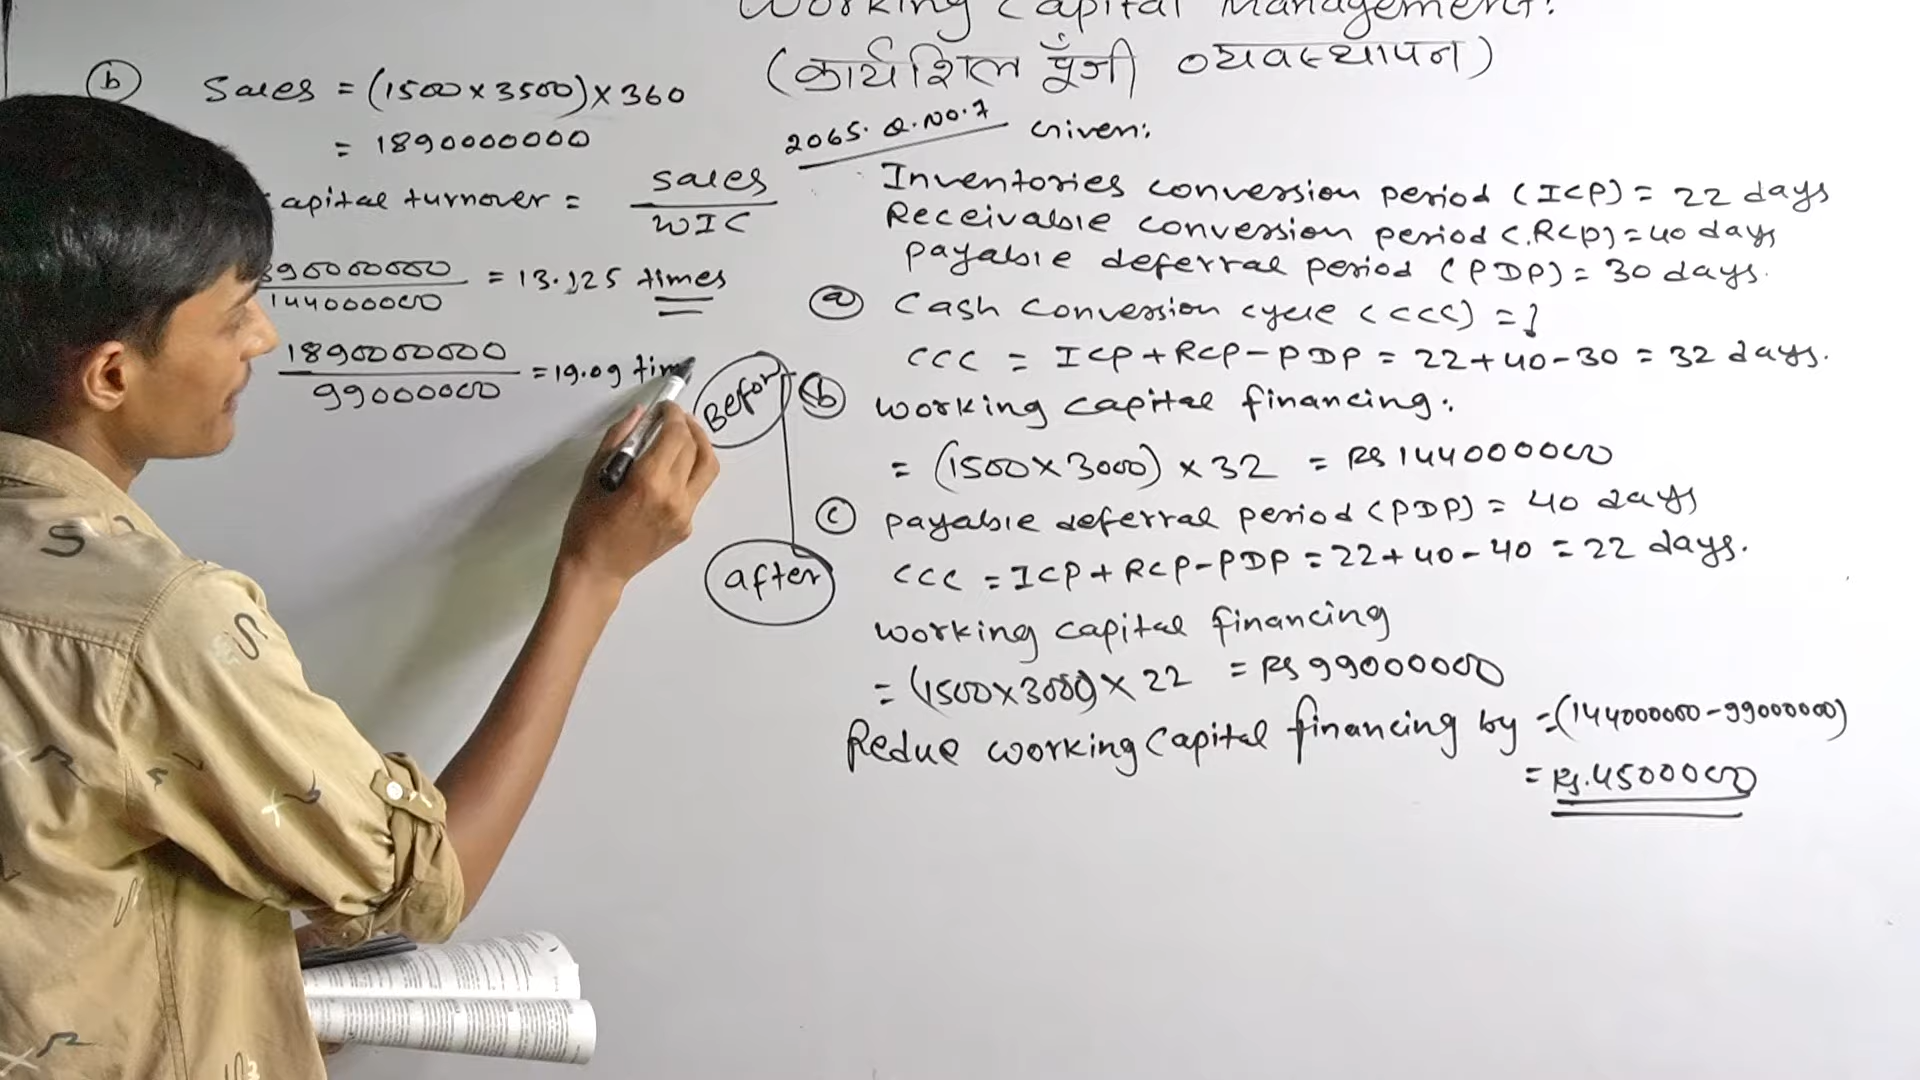 Working Capital Management:
(कार्यशिल पूँजी व्यवस्थापन)
(b) Sales = (1500 x 3500) x 360
= 1890000000
apital turnover = Sales / WIC
890000000 / 144000000 = 13.125 times
1890000000 / 99000000 = 19.09 tim
2065. Q.No.7
Given:
Inventories conversion period (ICP) = 22 days
Receivable conversion period (RCP) = 40 days
payable deferral period (PDP) = 30 days.
(a) Cash Conversion cycle (CCC) = ?
CCC = ICP + RCP - PDP = 22 + 40 - 30 = 32 days.
Befor
(b) working capital financing:
= (1500 x 3000) x 32 = RS 144000000
(c) payable deferral period (PDP) = 40 days
CCC = ICP + RCP - PDP = 22 + 40 - 40 = 22 days.
after
working capital financing
= (1500 x 3000) x 22 = RS 99000000
Redue working capital financing by = (144000000 - 99000000)
= Rs. 45000000